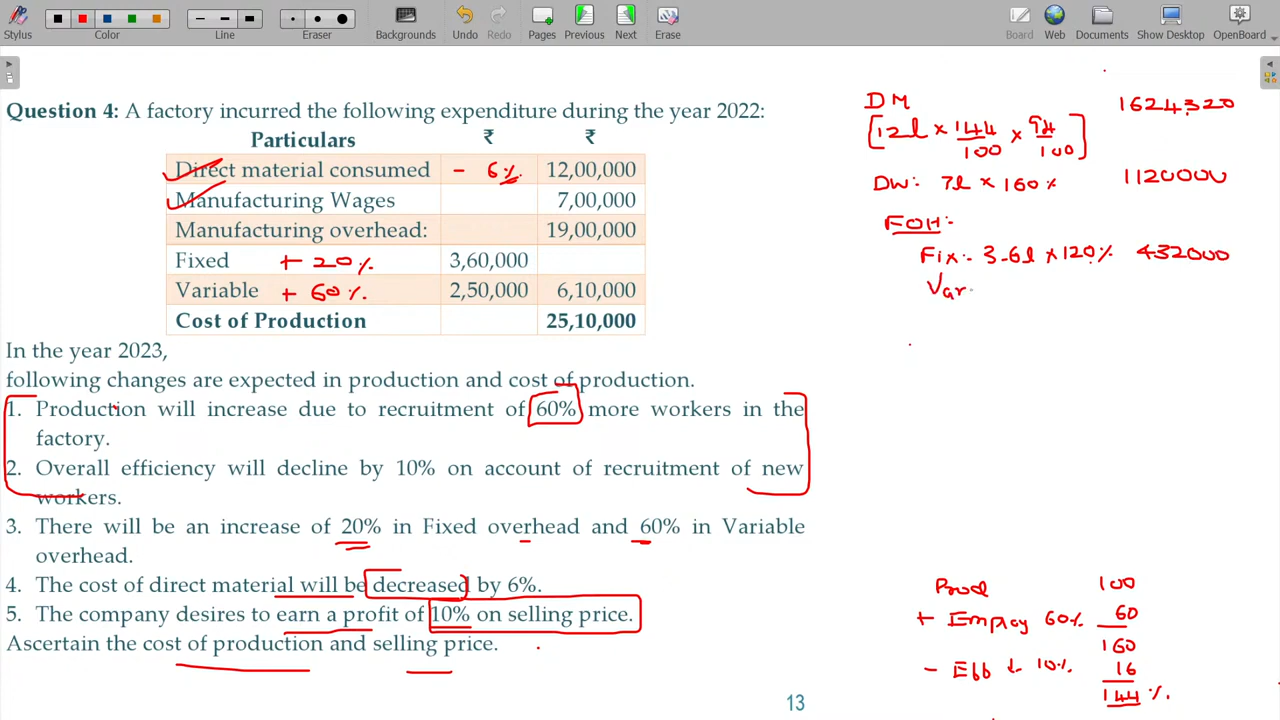 Stylus Color Line Eraser Backgrounds Undo Redo Pages Previous Next Erase Board Web Documents Show Desktop OpenBoard
Question 4: A factory incurred the following expenditure during the year 2022:
Particulars ₹ ₹
Direct material consumed - 6% 12,00,000
Manufacturing Wages 7,00,000
Manufacturing overhead: 19,00,000
Fixed + 20% 3,60,000
Variable + 60% 2,50,000 6,10,000
Cost of Production 25,10,000
In the year 2023,
following changes are expected in production and cost of production.
1. Production will increase due to recruitment of 60% more workers in the
factory.
2. Overall efficiency will decline by 10% on account of recruitment of new
workers.
3. There will be an increase of 20% in Fixed overhead and 60% in Variable
overhead.
4. The cost of direct material will be decreased by 6%.
5. The company desires to earn a profit of 10% on selling price.
Ascertain the cost of production and selling price.
13
DM 1624320
[12l × 144/100 × 94/100]
DW: 7l × 160% 1120000
FOH:-
Fix:- 3.6l × 120% 432000
Var
Prod 100
+ Employ 60% 60
160
- Eff ↓ 10% 16
144 %